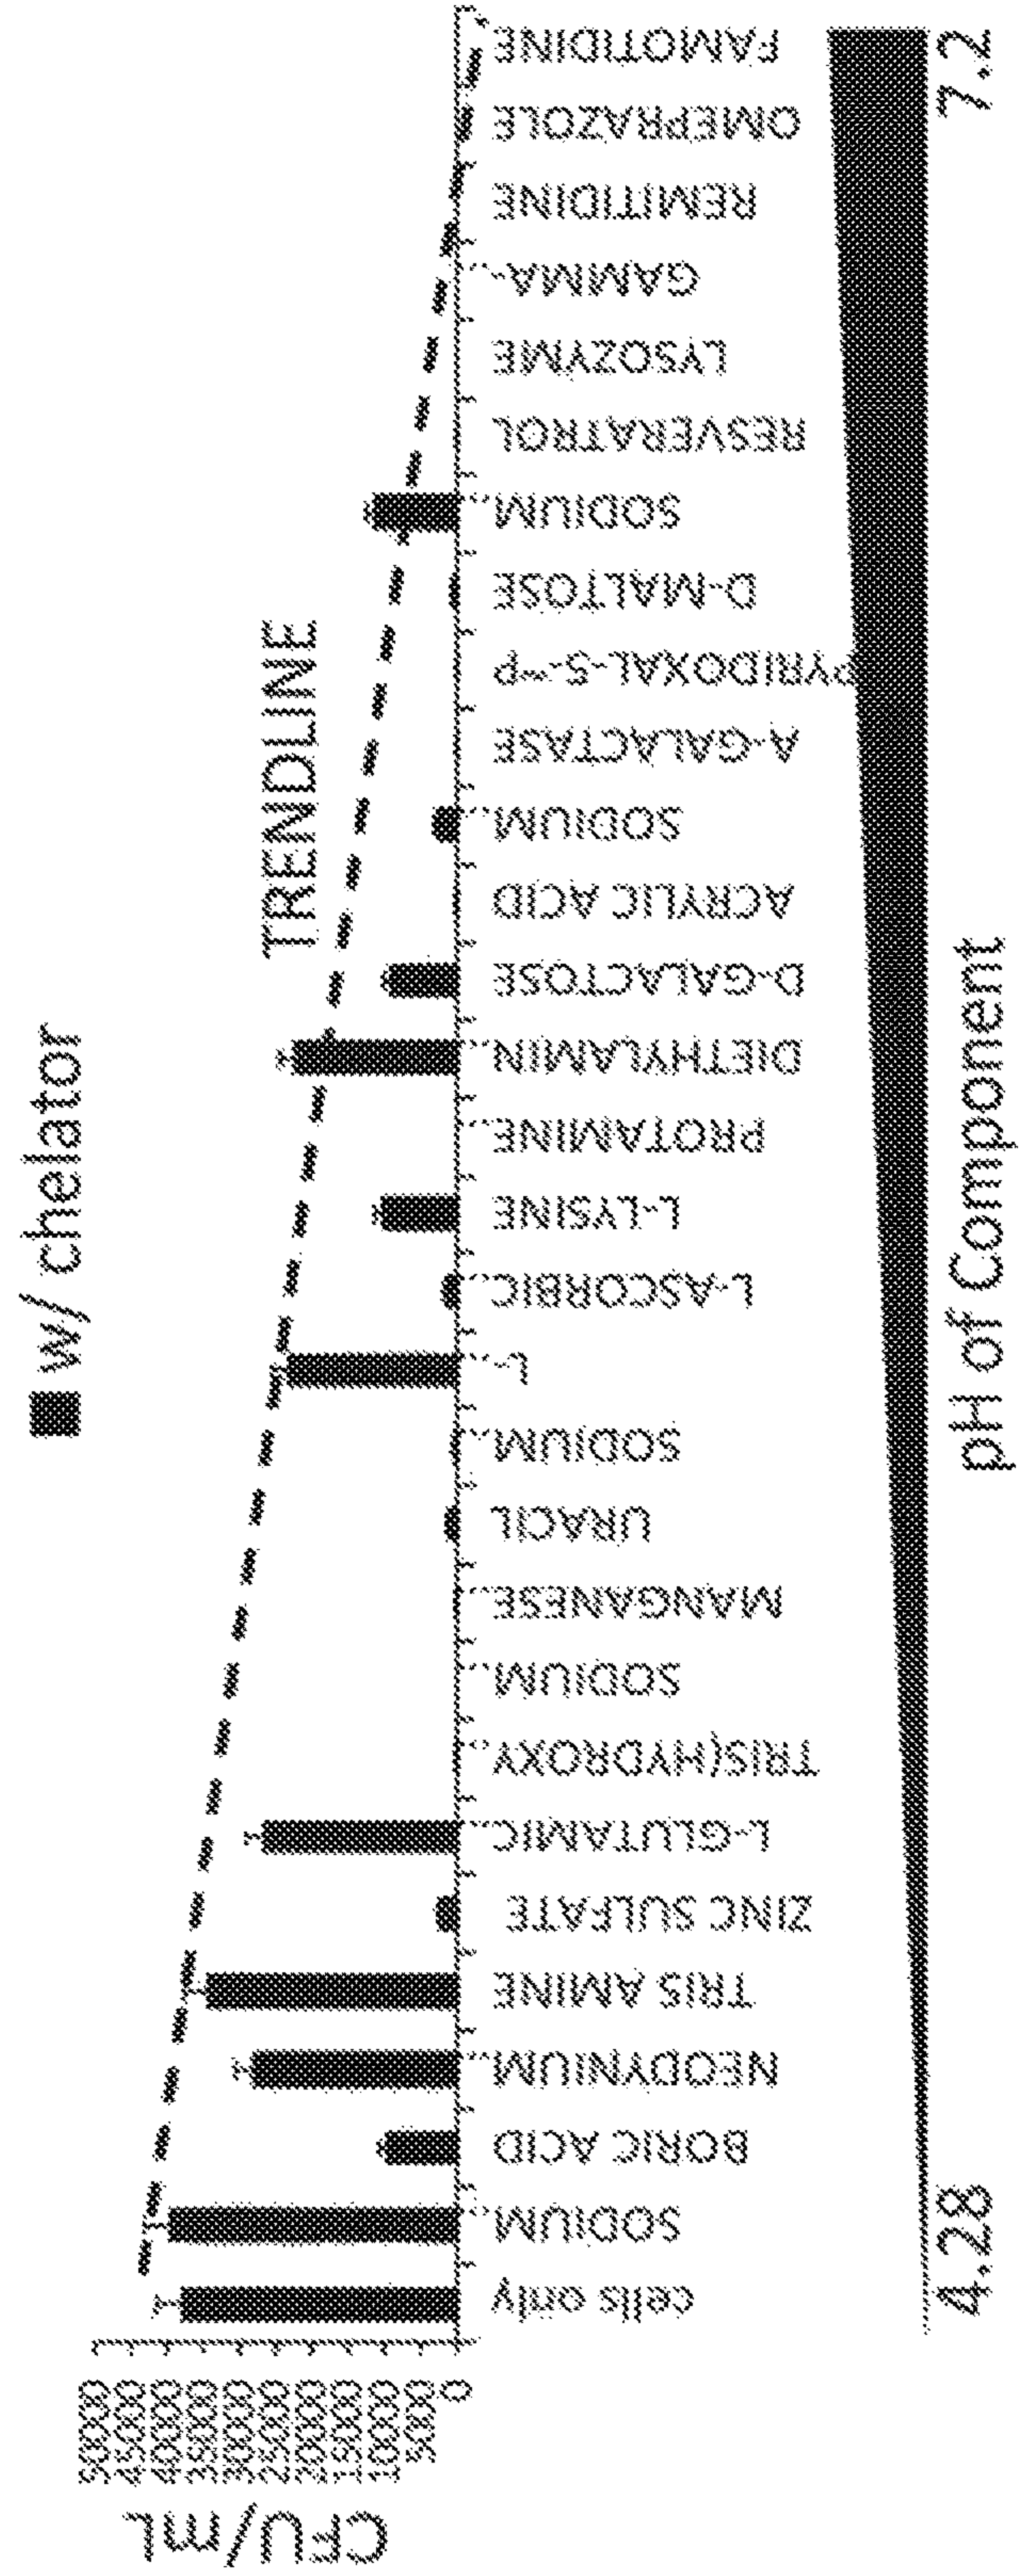 w/ chelator
CFU/mL
50000
45000
40000
35000
30000
25000
20000
15000
10000
5000
0
TRENDLINE
cells only
SODIUM..
BORIC ACID
NEODYNIUM..
TRIS AMINE
ZINC SULFATE
L-GLUTAMIC..
TRIS(HYDROXY..
SODIUM..
MANGANESE..
URACIL
SODIUM..
L-..
L-ASCORBIC..
L-LYSINE
PROTAMINE..
DIETHYLAMIN..
D-GALACTOSE
ACRYLIC ACID
SODIUM..
A-GALACTASE
PYRIDOXAL-S-"'P
D-MALTOSE
SODIUM..
RESVERATROL
LYSOZYME
GAMMA-..
REMITIDINE
OMEPRAZOLE
FAMOTIDINE
4.28
7.2
pH of Component